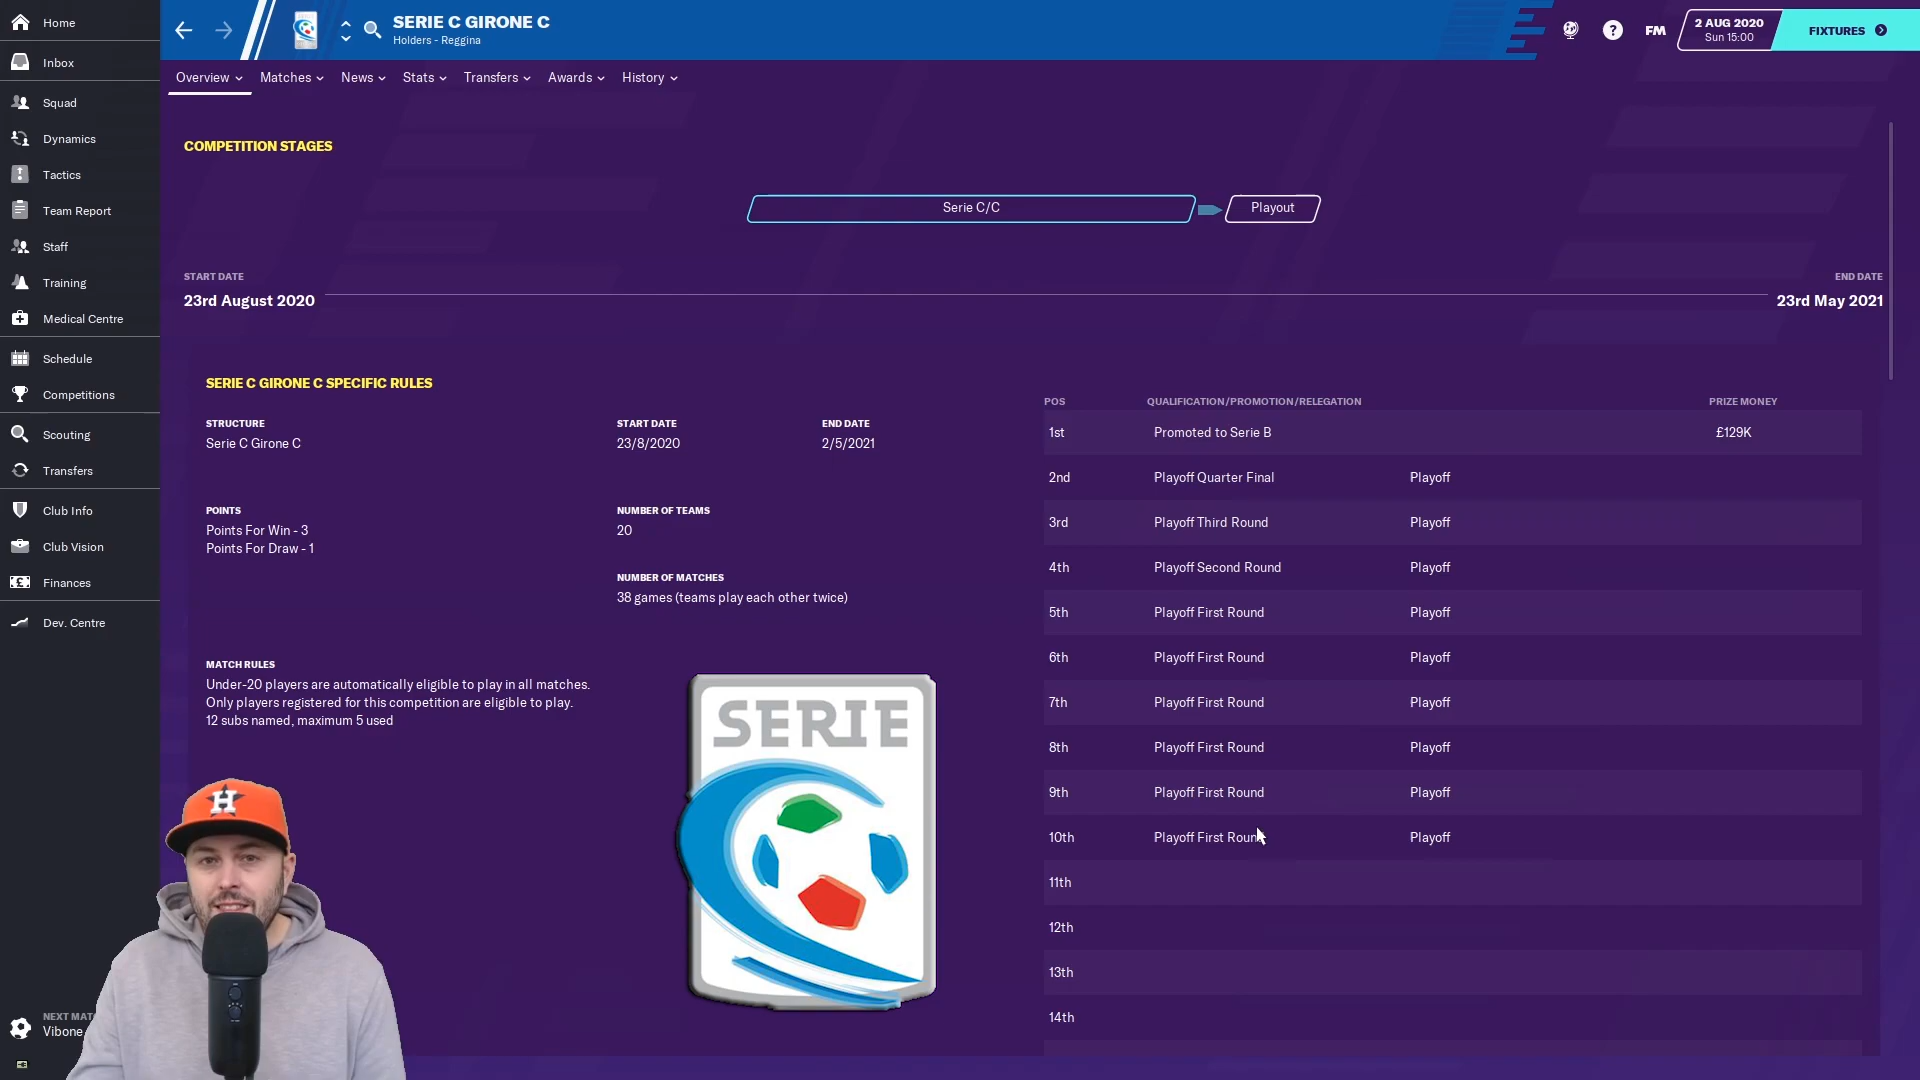 Home
Inbox
Squad
Dynamics
Tactics
Team Report
Staff
Training
Medical Centre
Schedule
Competitions
Scouting
Transfers
Club Info
Club Vision
Finances
Dev. Centre
NEXT
Vibone
SERIE C GIRONE C
Holders - Reggina
FM
2 AUG 2020
Sun 15:00
FIXTURES
Overview Matches News Stats Transfers Awards History
COMPETITION STAGES
Serie C/C Playout
START DATE
23rd August 2020
END DATE
23rd May 2021
SERIE C GIRONE C SPECIFIC RULES
STRUCTURE
Serie C Girone C
START DATE
23/8/2020
END DATE
2/5/2021
POINTS
Points For Win - 3
Points For Draw - 1
NUMBER OF TEAMS
20
NUMBER OF MATCHES
38 games (teams play each other twice)
MATCH RULES
Under-20 players are automatically eligible to play in all matches.
Only players registered for this competition are eligible to play.
12 subs named, maximum 5 used
SERIE
H
POS QUALIFICATION/PROMOTION/RELEGATION PRIZE MONEY
1st Promoted to Serie B £129K
2nd Playoff Quarter Final Playoff
3rd Playoff Third Round Playoff
4th Playoff Second Round Playoff
5th Playoff First Round Playoff
6th Playoff First Round Playoff
7th Playoff First Round Playoff
8th Playoff First Round Playoff
9th Playoff First Round Playoff
10th Playoff First Round Playoff
11th
12th
13th
14th